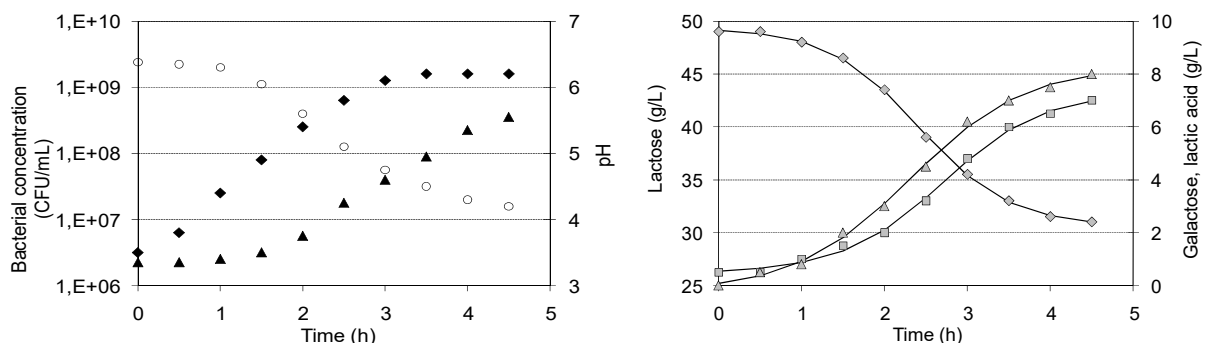 1,E+10
1,E+09
1,E+08
1,E+07
1,E+06
Bacterial concentration
(CFU/mL)
7
6
5
4
3
pH
0 1 2 3 4 5
Time (h)
50
45
40
35
30
25
Lactose (g/L)
10
8
6
4
2
0
Galactose, lactic acid (g/L)
0 1 2 3 4 5
Time (h)